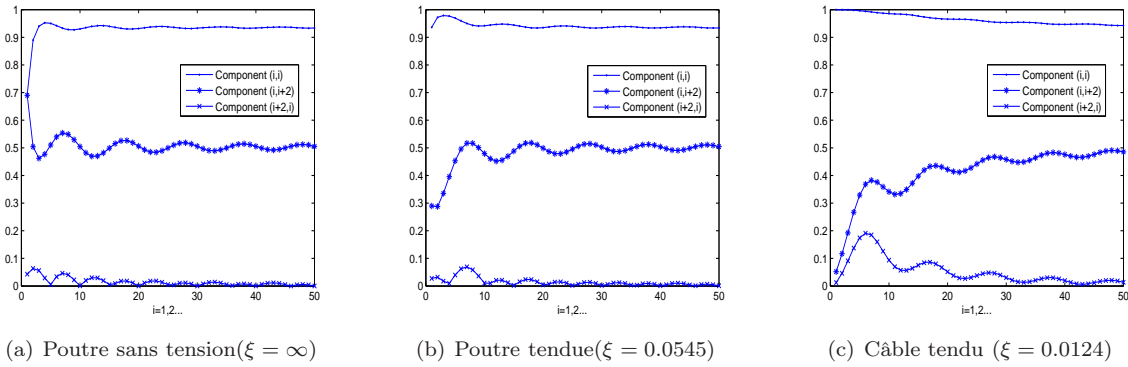 1
0.9
0.8
0.7
0.6
0.5
0.4
0.3
0.2
0.1
0
0 10 20 30 40 50
i=1,2...
Component (i,i)
Component (i,i+2)
Component (i+2,i)
(a) Poutre sans tension(ξ = ∞)
1
0.9
0.8
0.7
0.6
0.5
0.4
0.3
0.2
0.1
0
0 10 20 30 40 50
i=1,2...
Component (i,i)
Component (i,i+2)
Component (i+2,i)
(b) Poutre tendue(ξ = 0.0545)
1
0.9
0.8
0.7
0.6
0.5
0.4
0.3
0.2
0.1
0
0 10 20 30 40 50
i=1,2...
Component (i,i)
Component (i,i+2)
Component (i+2,i)
(c) Câble tendu (ξ = 0.0124)